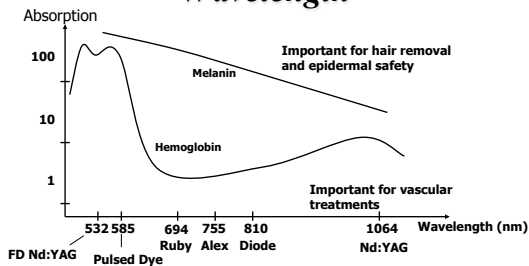 Wavelength
Absorption
100
10
1
Melanin
Important for hair removal
and epidermal safety
Hemoglobin
Important for vascular
treatments
532 585 694 755 810 1064 Wavelength (nm)
FD Nd:YAG Pulsed Dye Ruby Alex Diode Nd:YAG